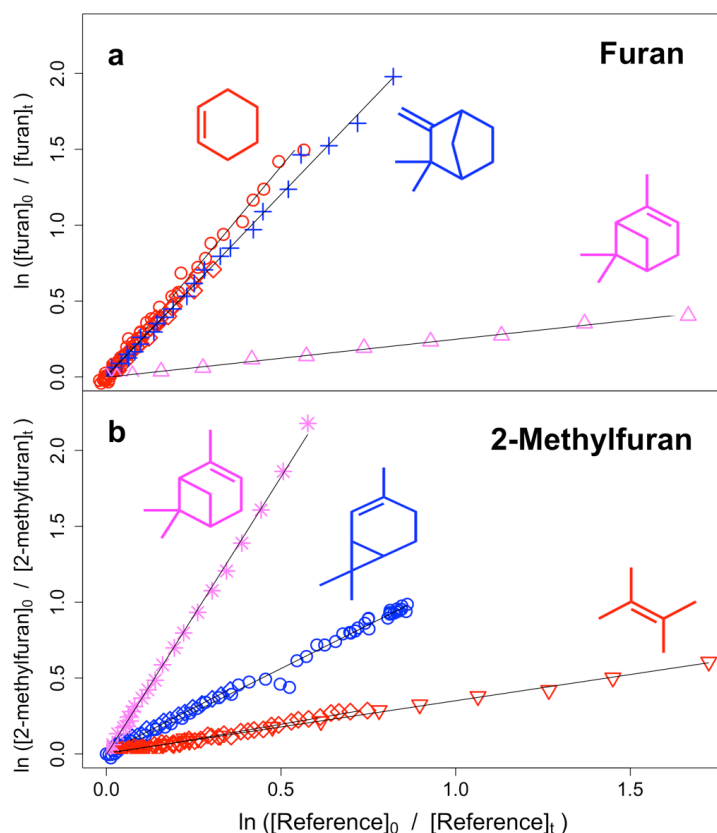 a
Furan
2.0
1.5
1.0
0.5
0.0
ln ([furan]0 / [furan]t )
b
2-Methylfuran
2.0
1.5
1.0
0.5
0.0
ln ([2-methylfuran]0 / [2-methylfuran]t )
0.0 0.5 1.0 1.5
ln ([Reference]0 / [Reference]t )